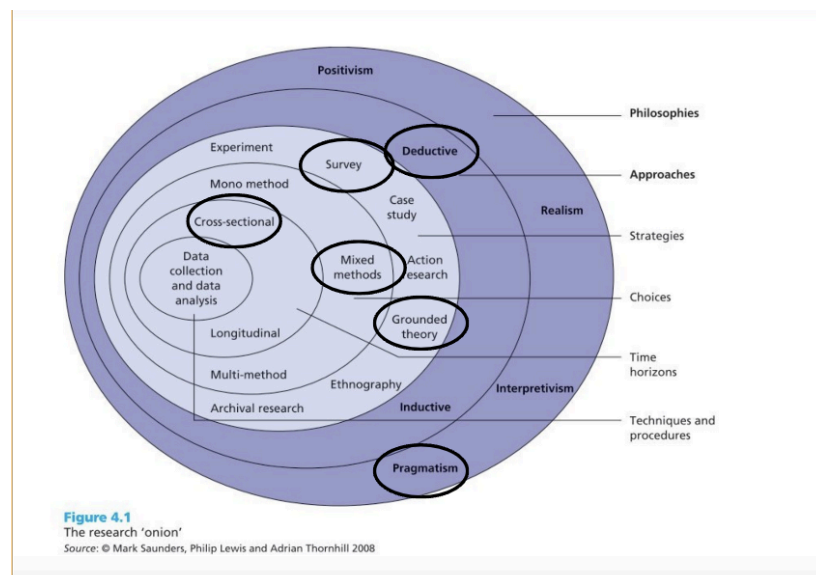 Positivism
Philosophies
Experiment
Survey
Deductive
Approaches
Mono method
Case
study
Realism
Cross-sectional
Strategies
Data
collection
and data
analysis
Mixed
methods
Action
research
Choices
Grounded
theory
Longitudinal
Time
horizons
Multi-method
Ethnography
Interpretivism
Archival research
Inductive
Techniques and
procedures
Pragmatism
Figure 4.1
The research ‘onion’
Source: © Mark Saunders, Philip Lewis and Adrian Thornhill 2008